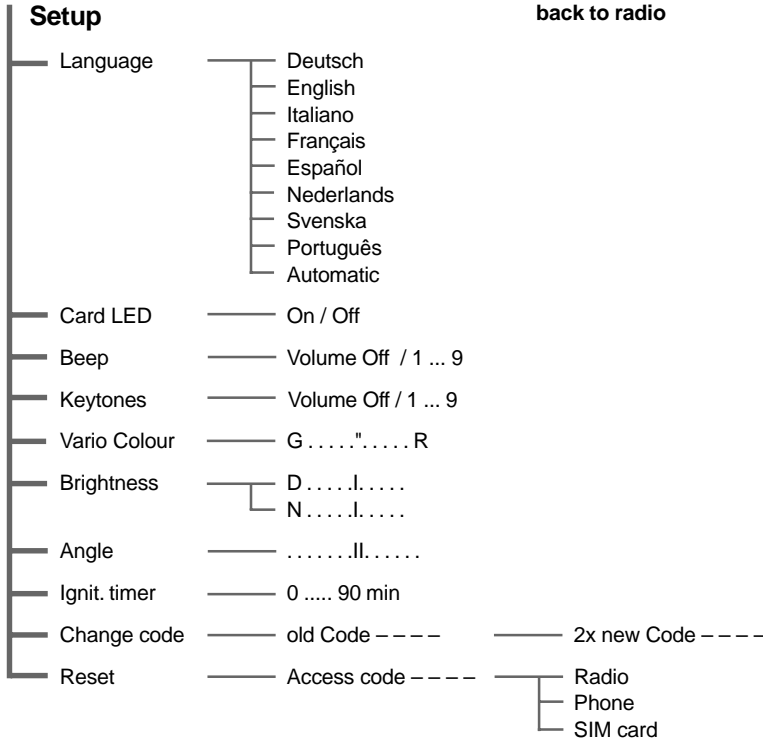 Setup back to radio
Language Deutsch
English
Italiano
Français
Español
Nederlands
Svenska
Português
Automatic
Card LED On / Off
Beep Volume Off / 1 ... 9
Keytones Volume Off / 1 ... 9
Vario Colour G . . . . .". . . . . R
Brightness D . . . . .I. . . . .
N . . . . .I. . . . .
Angle . . . . . . .II. . . . . .
Ignit. timer 0 ..... 90 min
Change code old Code – – – – 2x new Code – – – –
Reset Access code – – – – Radio
Phone
SIM card